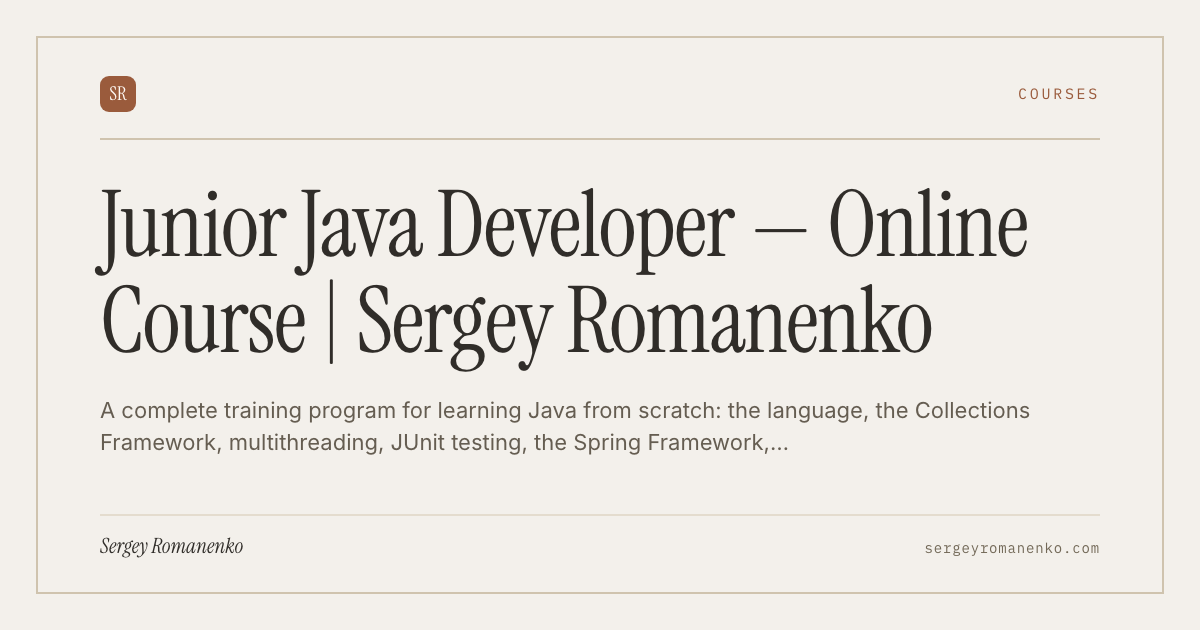 SR
COURSES
Junior Java Developer — Online
Course | Sergey Romanenko
A complete training program for learning Java from scratch: the language, the Collections
Framework, multithreading, JUnit testing, the Spring Framework,...
Sergey Romanenko
sergeyromanenko.com